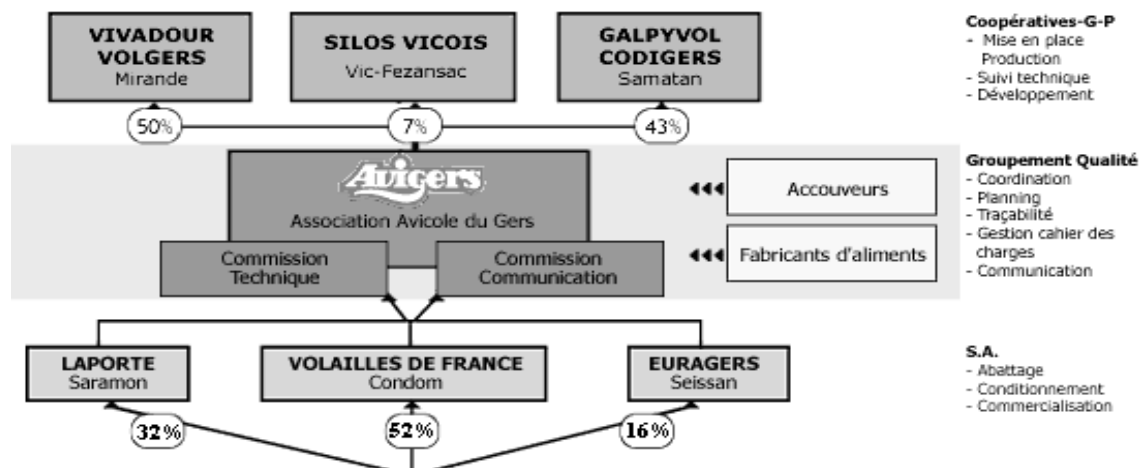 VIVADOUR
VOLGERS
Mirande
SILOS VICOIS
Vic-Fezansac
GALPYVOL
CODIGERS
Samatan
Coopératives-G-P
- Mise en place
Production
- Suivi technique
- Développement
50%
7%
43%
Avigers
Association Avicole du Gers
Commission
Technique
Commission
Communication
Accouveurs
Fabricants d'aliments
Groupement Qualité
- Coordination
- Planning
- Traçabilité
- Gestion cahier des
charges
- Communication
LAPORTE
Saramon
VOLAILLES DE FRANCE
Condom
EURAGERS
Seissan
S.A.
- Abattage
- Conditionnement
- Commercialisation
32%
52%
16%